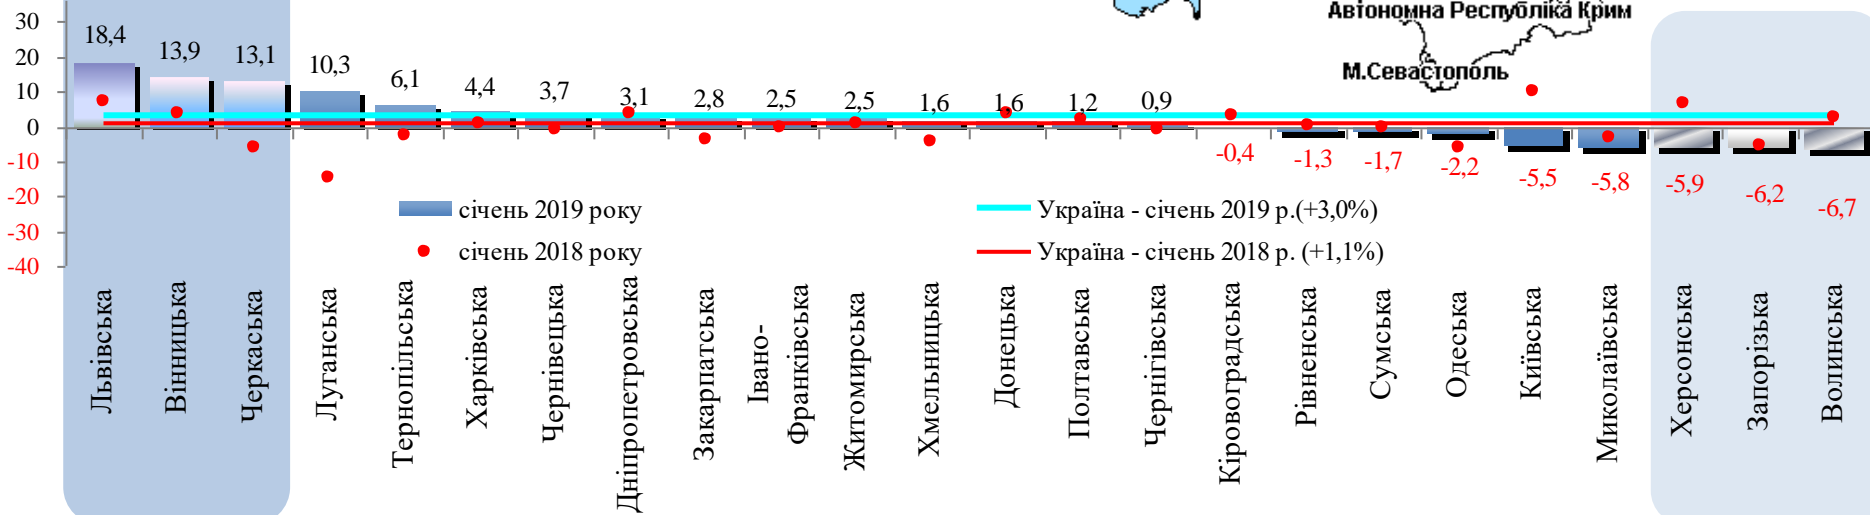 Автономна Республіка Крим
М.Севастополь
30
20
10
0
-10
-20
-30
-40
18,4
13,9
13,1
10,3
6,1
4,4
3,7
3,1
2,8
2,5
2,5
1,6
1,6
1,2
0,9
-0,4
-1,3
-1,7
-2,2
-5,5
-5,8
-5,9
-6,2
-6,7
січень 2019 року
Україна - січень 2019 р.(+3,0%)
січень 2018 року
Україна - січень 2018 р. (+1,1%)
Львівська
Вінницька
Черкаська
Луганська
Тернопільська
Харківська
Чернівецька
Дніпропетровська
Закарпатська
Івано-
Франківська
Житомирська
Хмельницька
Донецька
Полтавська
Чернігівська
Кіровоградська
Рівненська
Сумська
Одеська
Київська
Миколаївська
Херсонська
Запорізька
Волинська